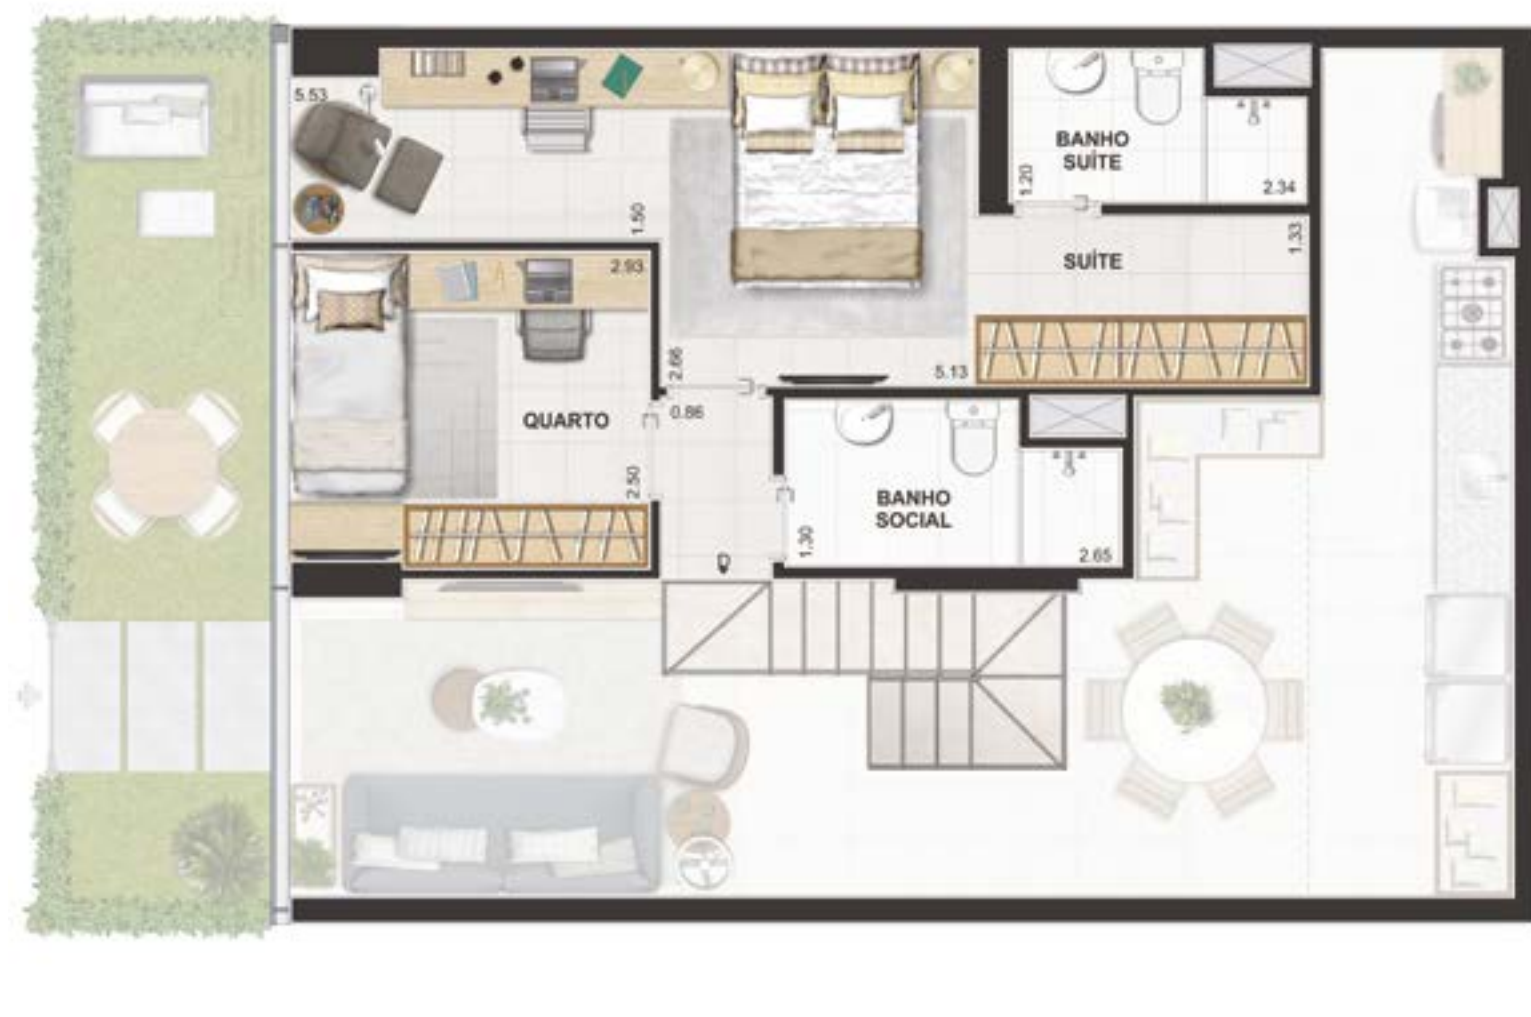 5.53
BANHO
SUÍTE
1.20
2.34
1.50
1.33
SUÍTE
2.93
2.66
5.13
0.86
QUARTO
2.50
BANHO
SOCIAL
1.30
2.65